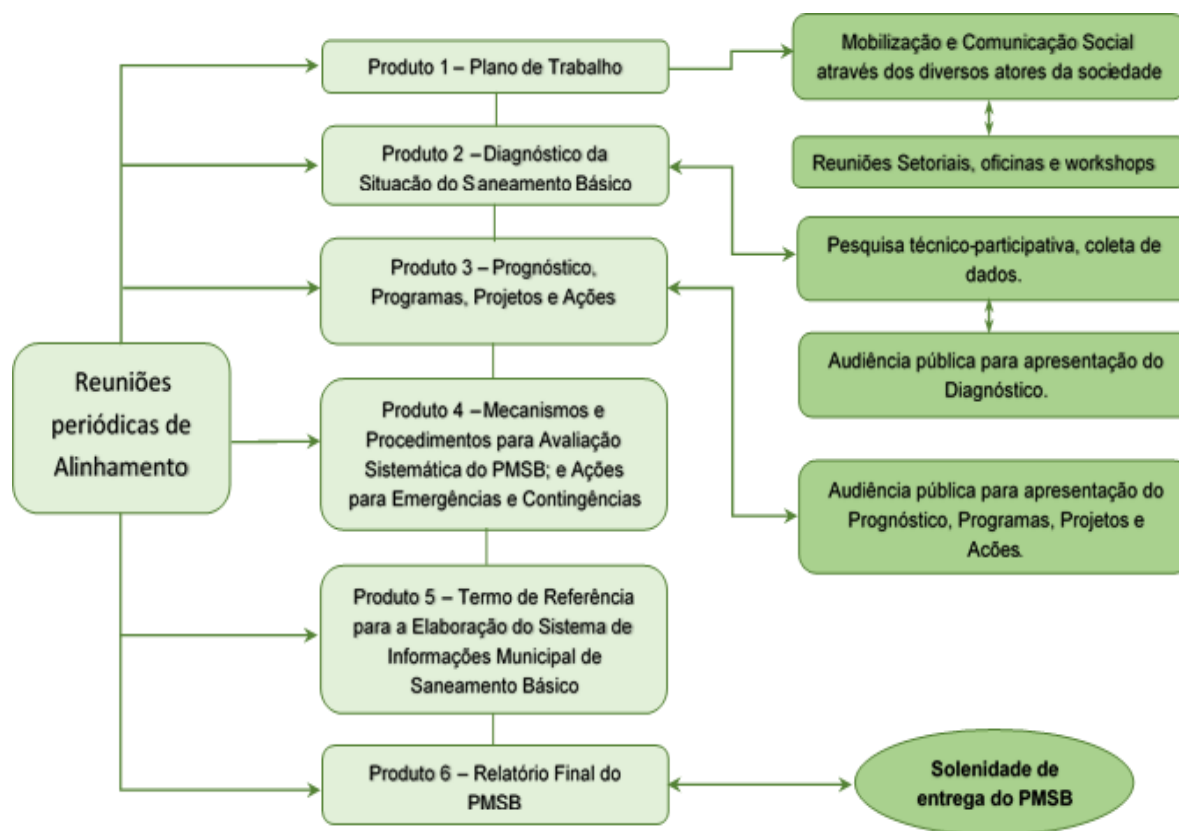 Reuniões
periódicas de
Alinhamento
Produto 1 – Plano de Trabalho
Produto 2 – Diagnóstico da
Situacão do Saneamento Básico
Produto 3 – Prognóstico,
Programas, Projetos e Ações
Produto 4 – Mecanismos e
Procedimentos para Avaliação
Sistemática do PMSB; e Ações
para Emergências e Contingências
Produto 5 – Termo de Referência
para a Elaboração do Sistema de
Informações Municipal de
Saneamento Básico
Produto 6 – Relatório Final do
PMSB
Mobilização e Comunicação Social
através dos diversos atores da sociedade
Reuniões Setoriais, oficinas e workshops
Pesquisa técnico-participativa, coleta de
dados.
Audiência pública para apresentação do
Diagnóstico.
Audiência pública para apresentação do
Prognóstico, Programas, Projetos e
Acões.
Solenidade de
entrega do PMSB